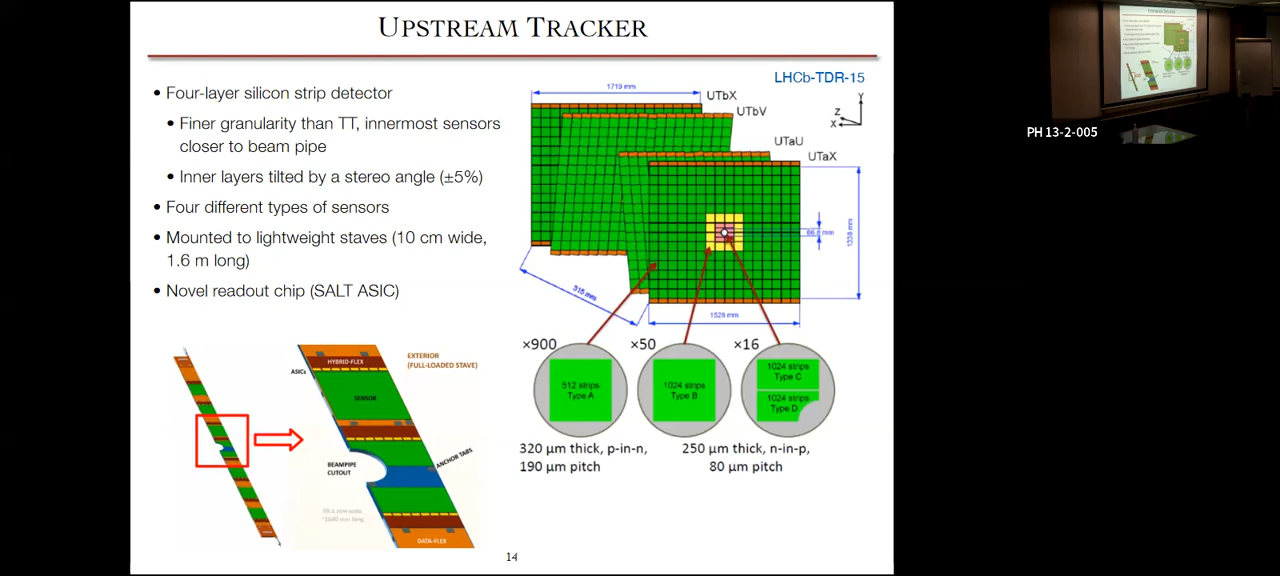 UPSTREAM TRACKER
LHCb-TDR-15
• Four-layer silicon strip detector
• Finer granularity than TT, innermost sensors
closer to beam pipe
• Inner layers tilted by a stereo angle (±5%)
• Four different types of sensors
• Mounted to lightweight staves (10 cm wide,
1.6 m long)
• Novel readout chip (SALT ASIC)
1719 mm
UTbX
UTbV
UTaU
UTaX
Y
Z
X
1338 mm
315 mm
1528 mm
×900
×50
×16
512 strips
Type A
1024 strips
Type B
1024 strips
Type C
1024 strips
Type D
320 µm thick, p-in-n,
190 µm pitch
250 µm thick, n-in-p,
80 µm pitch
EXTERIOR
(FULL-LOADED STAVE)
HYBRID-FLEX
ASICs
SENSOR
ANCHOR TABS
BEAMPIPE
CUTOUT
DATA-FLEX
14
PH 13-2-005